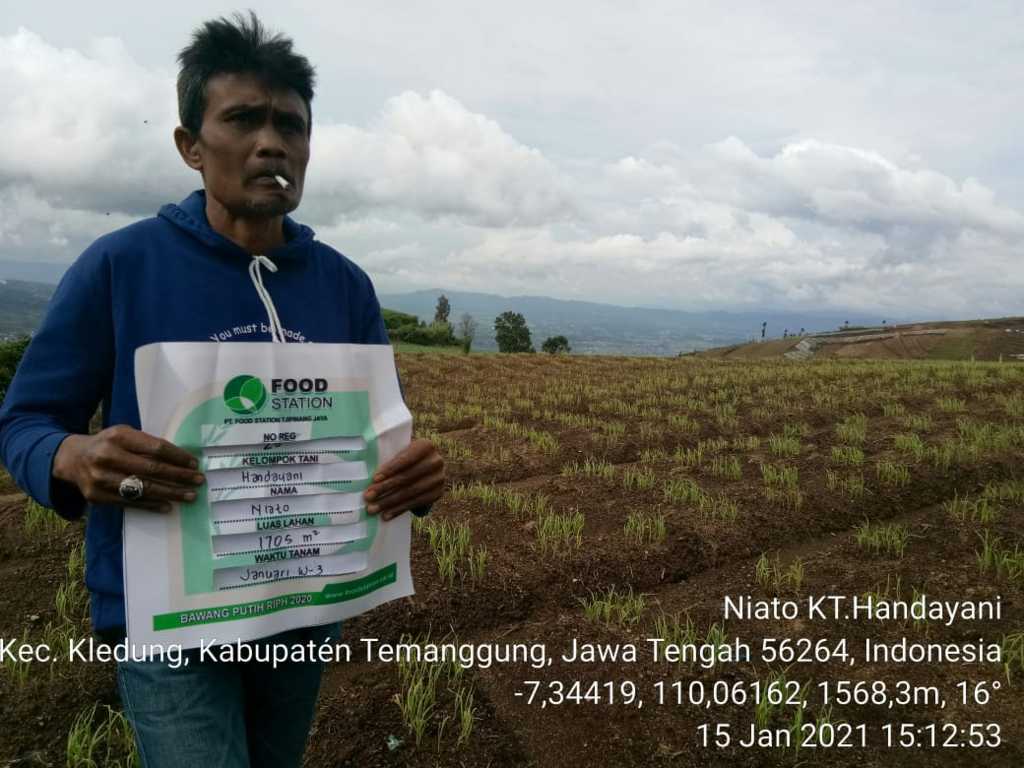 You must be made
FOOD
STATION
PT. FOOD STATION TJIPINANG JAYA
NO REG
KELOMPOK TANI
Handayani
NAMA
Niato
LUAS LAHAN
1705 m²
WAKTU TANAM
Januari W-3
BAWANG PUTIH RIPH 2020
Niato KT.Handayani
Kec. Kledung, Kabupatén Temanggung, Jawa Tengah 56264, Indonesia
-7,34419, 110,06162, 1568,3m, 16°
15 Jan 2021 15:12:53